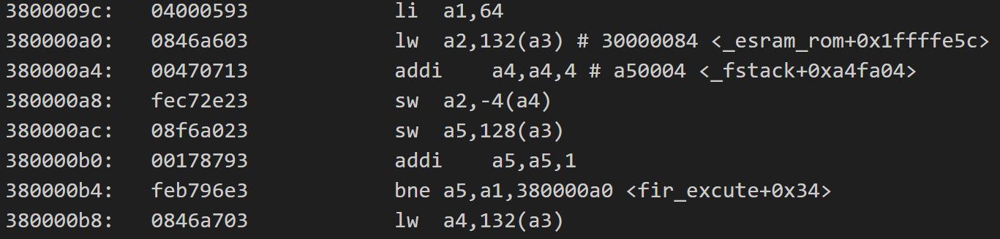 3800009c: 04000593 li a1,64
380000a0: 0846a603 lw a2,132(a3) # 30000084 <_esram_rom+0x1ffffe5c>
380000a4: 00470713 addi a4,a4,4 # a50004 <_fstack+0xa4fa04>
380000a8: fec72e23 sw a2,-4(a4)
380000ac: 08f6a023 sw a5,128(a3)
380000b0: 00178793 addi a5,a5,1
380000b4: feb796e3 bne a5,a1,380000a0 <fir_excute+0x34>
380000b8: 0846a703 lw a4,132(a3)